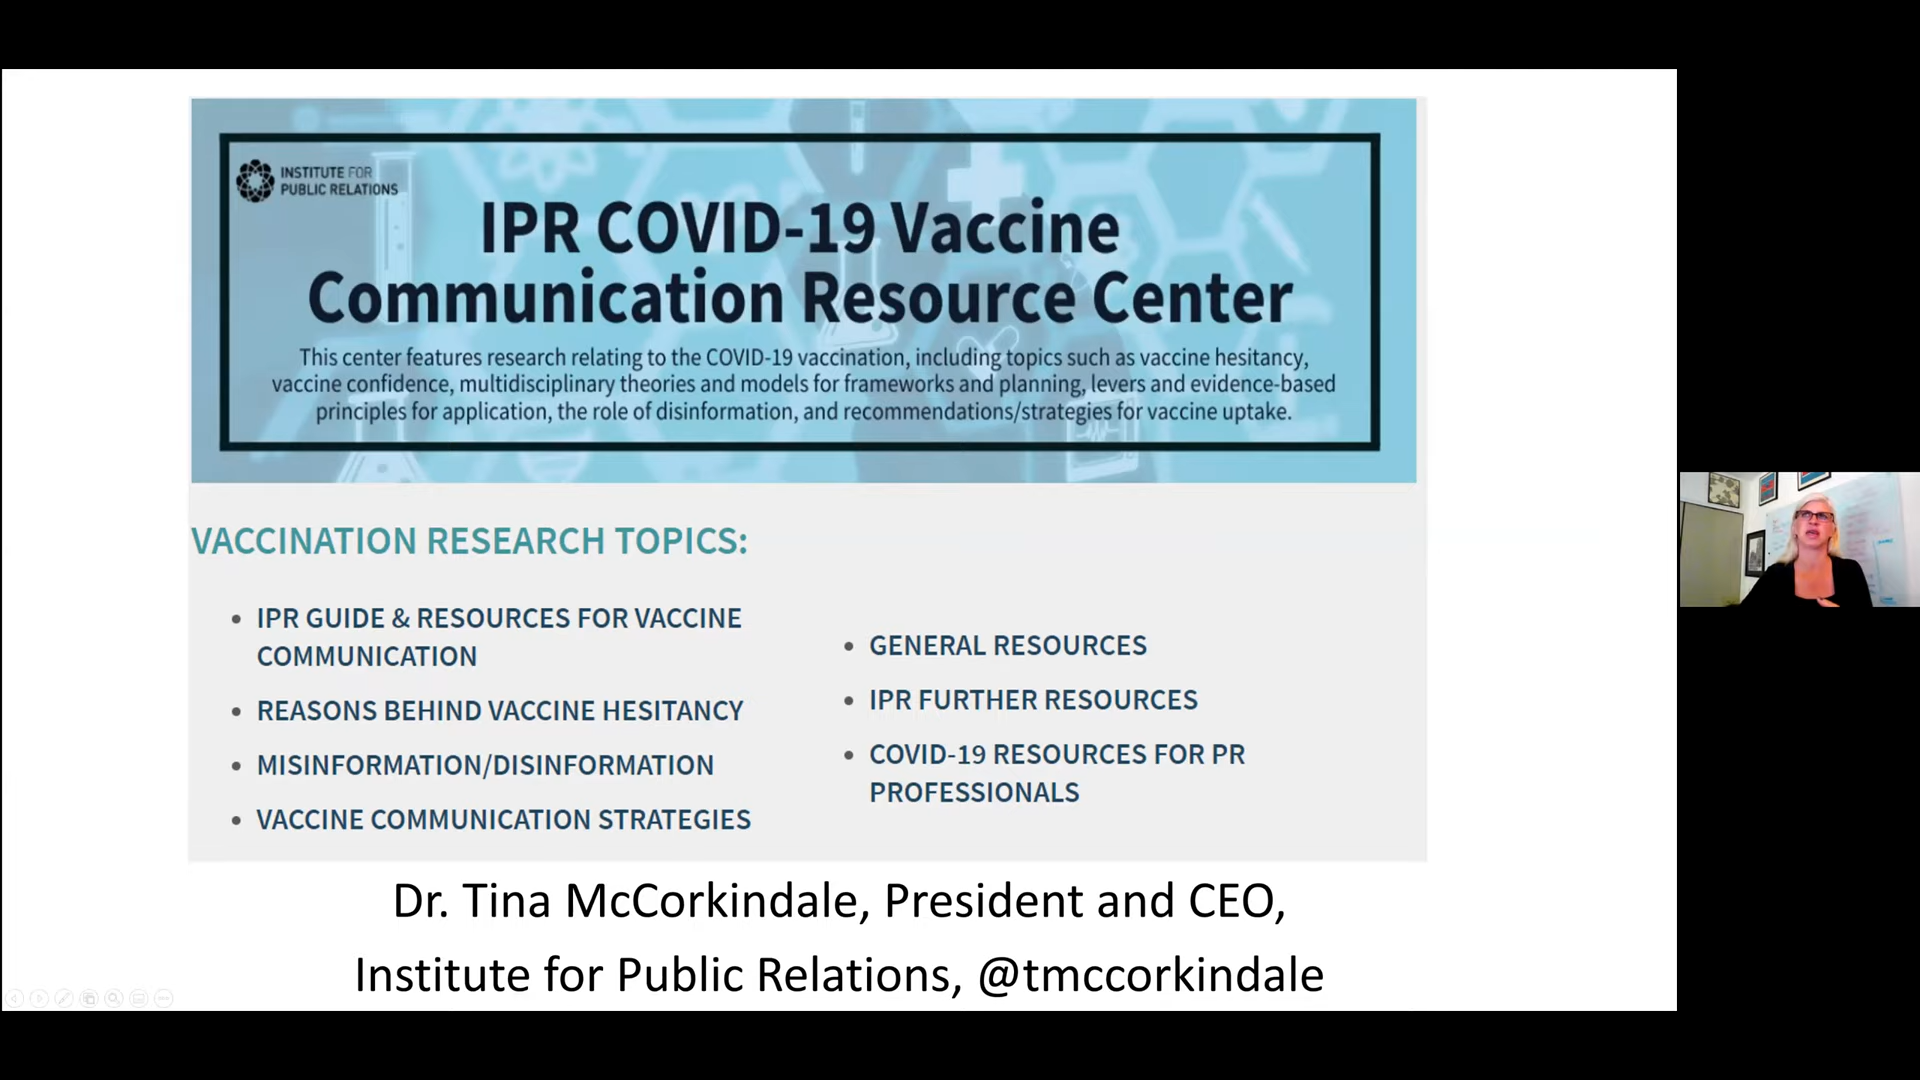 INSTITUTE FOR
PUBLIC RELATIONS
IPR COVID-19 Vaccine
Communication Resource Center
This center features research relating to the COVID-19 vaccination, including topics such as vaccine hesitancy,
vaccine confidence, multidisciplinary theories and models for frameworks and planning, levers and evidence-based
principles for application, the role of disinformation, and recommendations/strategies for vaccine uptake.
VACCINATION RESEARCH TOPICS:
• IPR GUIDE & RESOURCES FOR VACCINE
COMMUNICATION
• REASONS BEHIND VACCINE HESITANCY
• MISINFORMATION/DISINFORMATION
• VACCINE COMMUNICATION STRATEGIES
• GENERAL RESOURCES
• IPR FURTHER RESOURCES
• COVID-19 RESOURCES FOR PR
PROFESSIONALS
Dr. Tina McCorkindale, President and CEO,
Institute for Public Relations, @tmccorkindale